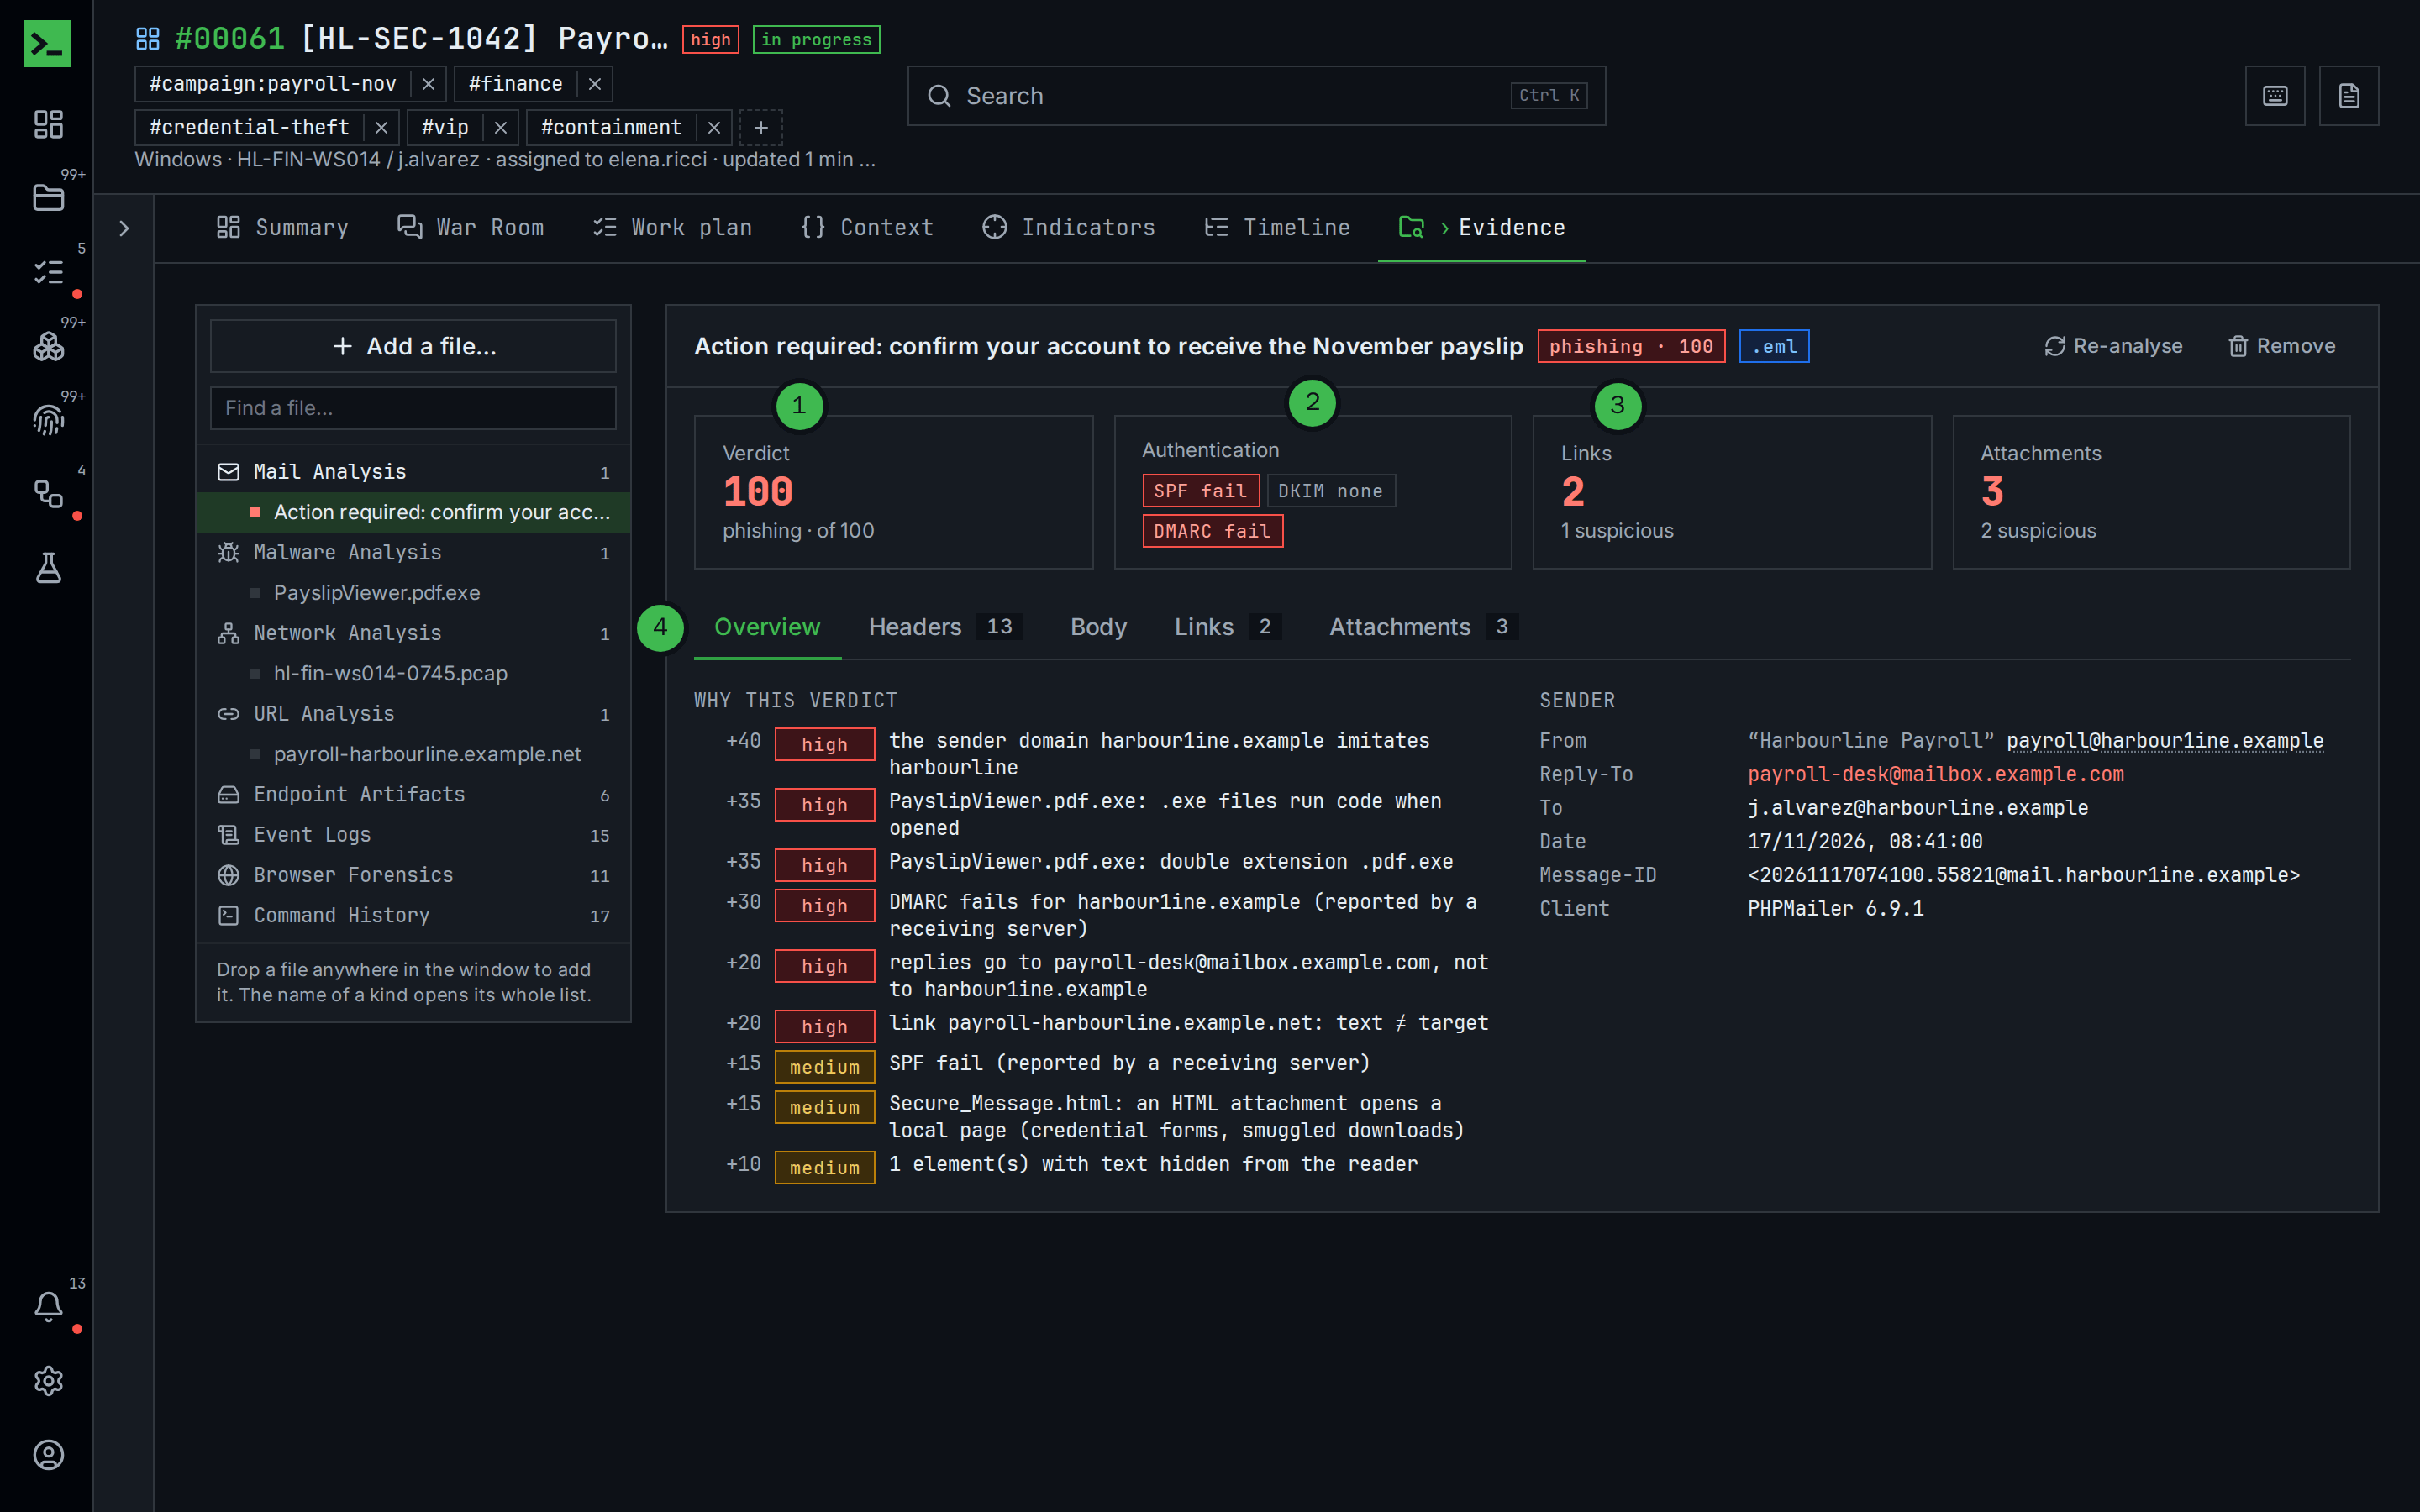 #00061 [HL-SEC-1042] Payro… high in progress
#campaign:payroll-nov #finance
#credential-theft #vip #containment
Windows · HL-FIN-WS014 / j.alvarez · assigned to elena.ricci · updated 1 min …
Search Ctrl K
99+
5
99+
99+
4
13
Summary War Room Work plan Context Indicators Timeline › Evidence
Add a file…
Find a file…
Mail Analysis 1
Action required: confirm your acc…
Malware Analysis 1
PayslipViewer.pdf.exe
Network Analysis 1
hl-fin-ws014-0745.pcap
URL Analysis 1
payroll-harbourline.example.net
Endpoint Artifacts 6
Event Logs 15
Browser Forensics 11
Command History 17
Drop a file anywhere in the window to add
it. The name of a kind opens its whole list.
Action required: confirm your account to receive the November payslip phishing · 100 .eml Re-analyse Remove
1
Verdict
100
phishing · of 100
2
Authentication
SPF fail DKIM none
DMARC fail
3
Links
2
1 suspicious
Attachments
3
2 suspicious
4
Overview Headers 13 Body Links 2 Attachments 3
WHY THIS VERDICT
+40 high the sender domain harbour1ine.example imitates
harbourline
+35 high PayslipViewer.pdf.exe: .exe files run code when
opened
+35 high PayslipViewer.pdf.exe: double extension .pdf.exe
+30 high DMARC fails for harbour1ine.example (reported by a
receiving server)
+20 high replies go to payroll-desk@mailbox.example.com, not
to harbour1ine.example
+20 high link payroll-harbourline.example.net: text ≠ target
+15 medium SPF fail (reported by a receiving server)
+15 medium Secure_Message.html: an HTML attachment opens a
local page (credential forms, smuggled downloads)
+10 medium 1 element(s) with text hidden from the reader
SENDER
From “Harbourline Payroll” payroll@harbour1ine.example
Reply-To payroll-desk@mailbox.example.com
To j.alvarez@harbourline.example
Date 17/11/2026, 08:41:00
Message-ID <20261117074100.55821@mail.harbour1ine.example>
Client PHPMailer 6.9.1